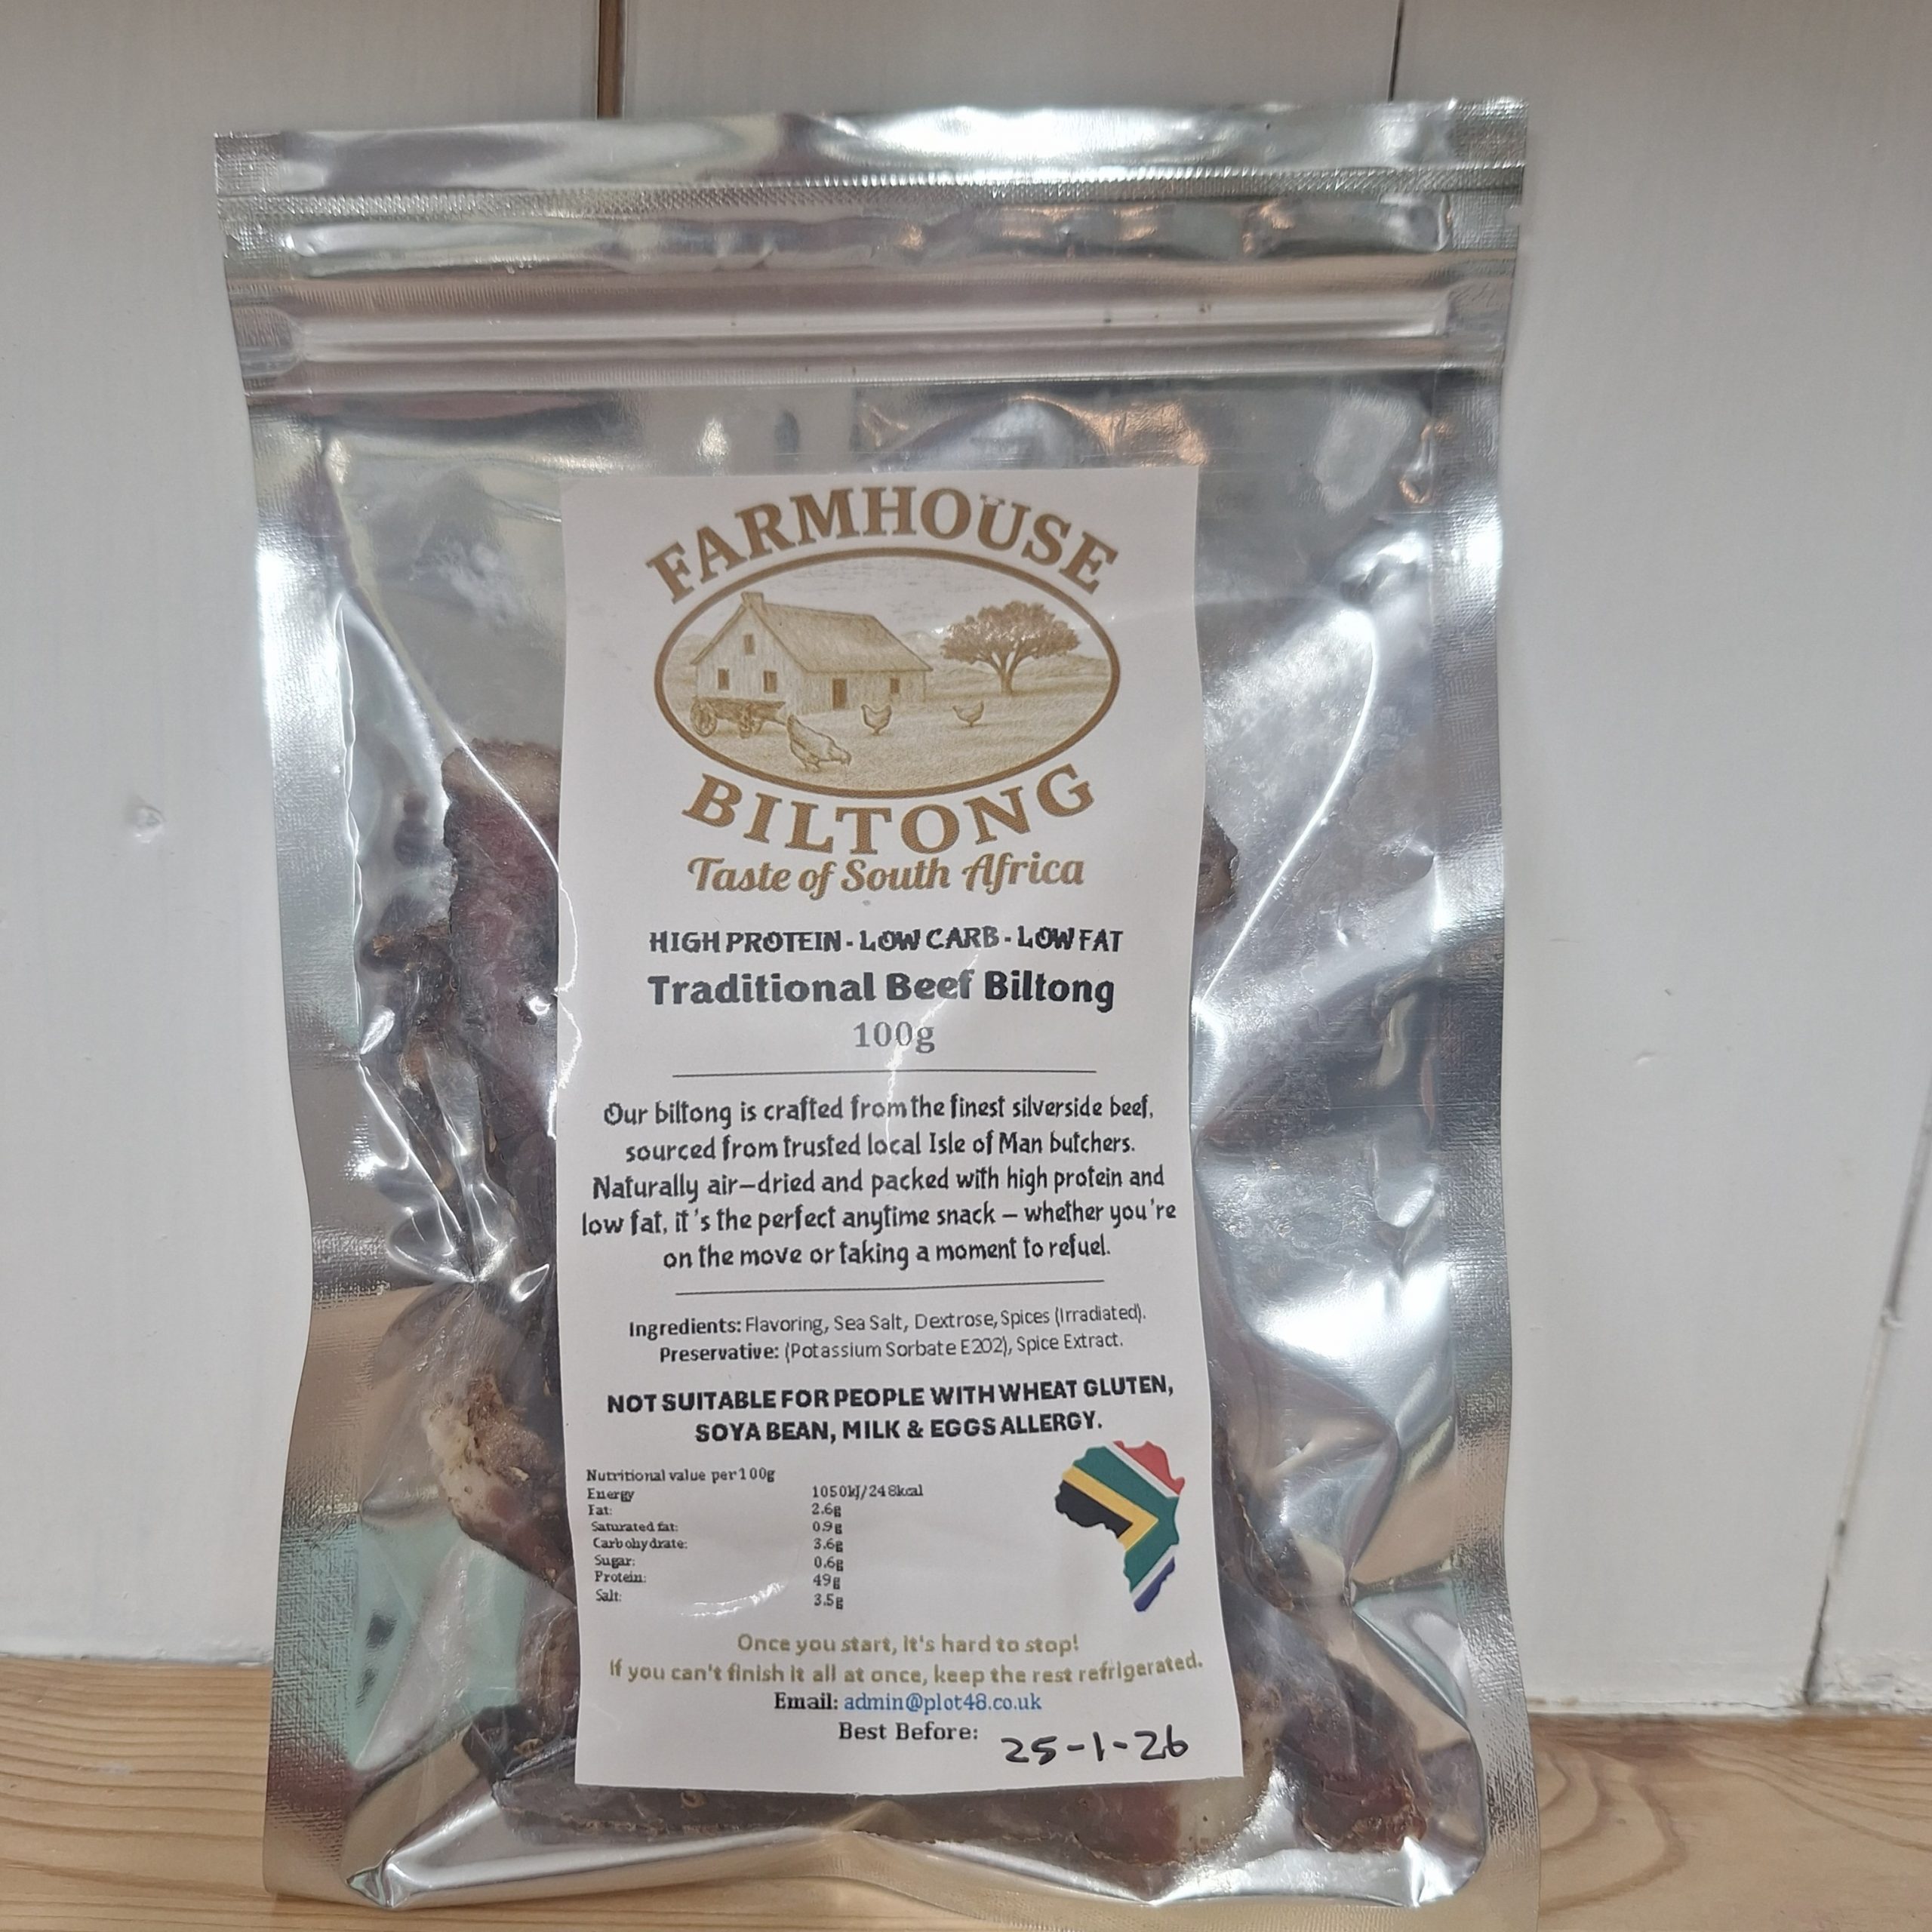 FARMHOUSE
BILTONG
Taste of South Africa
HIGH PROTEIN - LOW CARB - LOW FAT
Traditional Beef Biltong
100g
Our biltong is crafted from the finest silverside beef,
sourced from trusted local Isle of Man butchers.
Naturally air-dried and packed with high protein and
low fat, it's the perfect anytime snack – whether you're
on the move or taking a moment to refuel.
Ingredients: Flavoring, Sea Salt, Dextrose, Spices (Irradiated).
Preservative: (Potassium Sorbate E202), Spice Extract.
NOT SUITABLE FOR PEOPLE WITH WHEAT GLUTEN,
SOYA BEAN, MILK & EGGS ALLERGY.
Nutritional value per 100g
Energy 1050kJ/248kcal
Fat: 2.6g
Saturated fat: 0.9g
Carbohydrate: 3.6g
Sugar: 0.6g
Protein: 49g
Salt: 3.5g
Once you start, it's hard to stop!
If you can't finish it all at once, keep the rest refrigerated.
Email: admin@plot48.co.uk
Best Before: 25-1-26